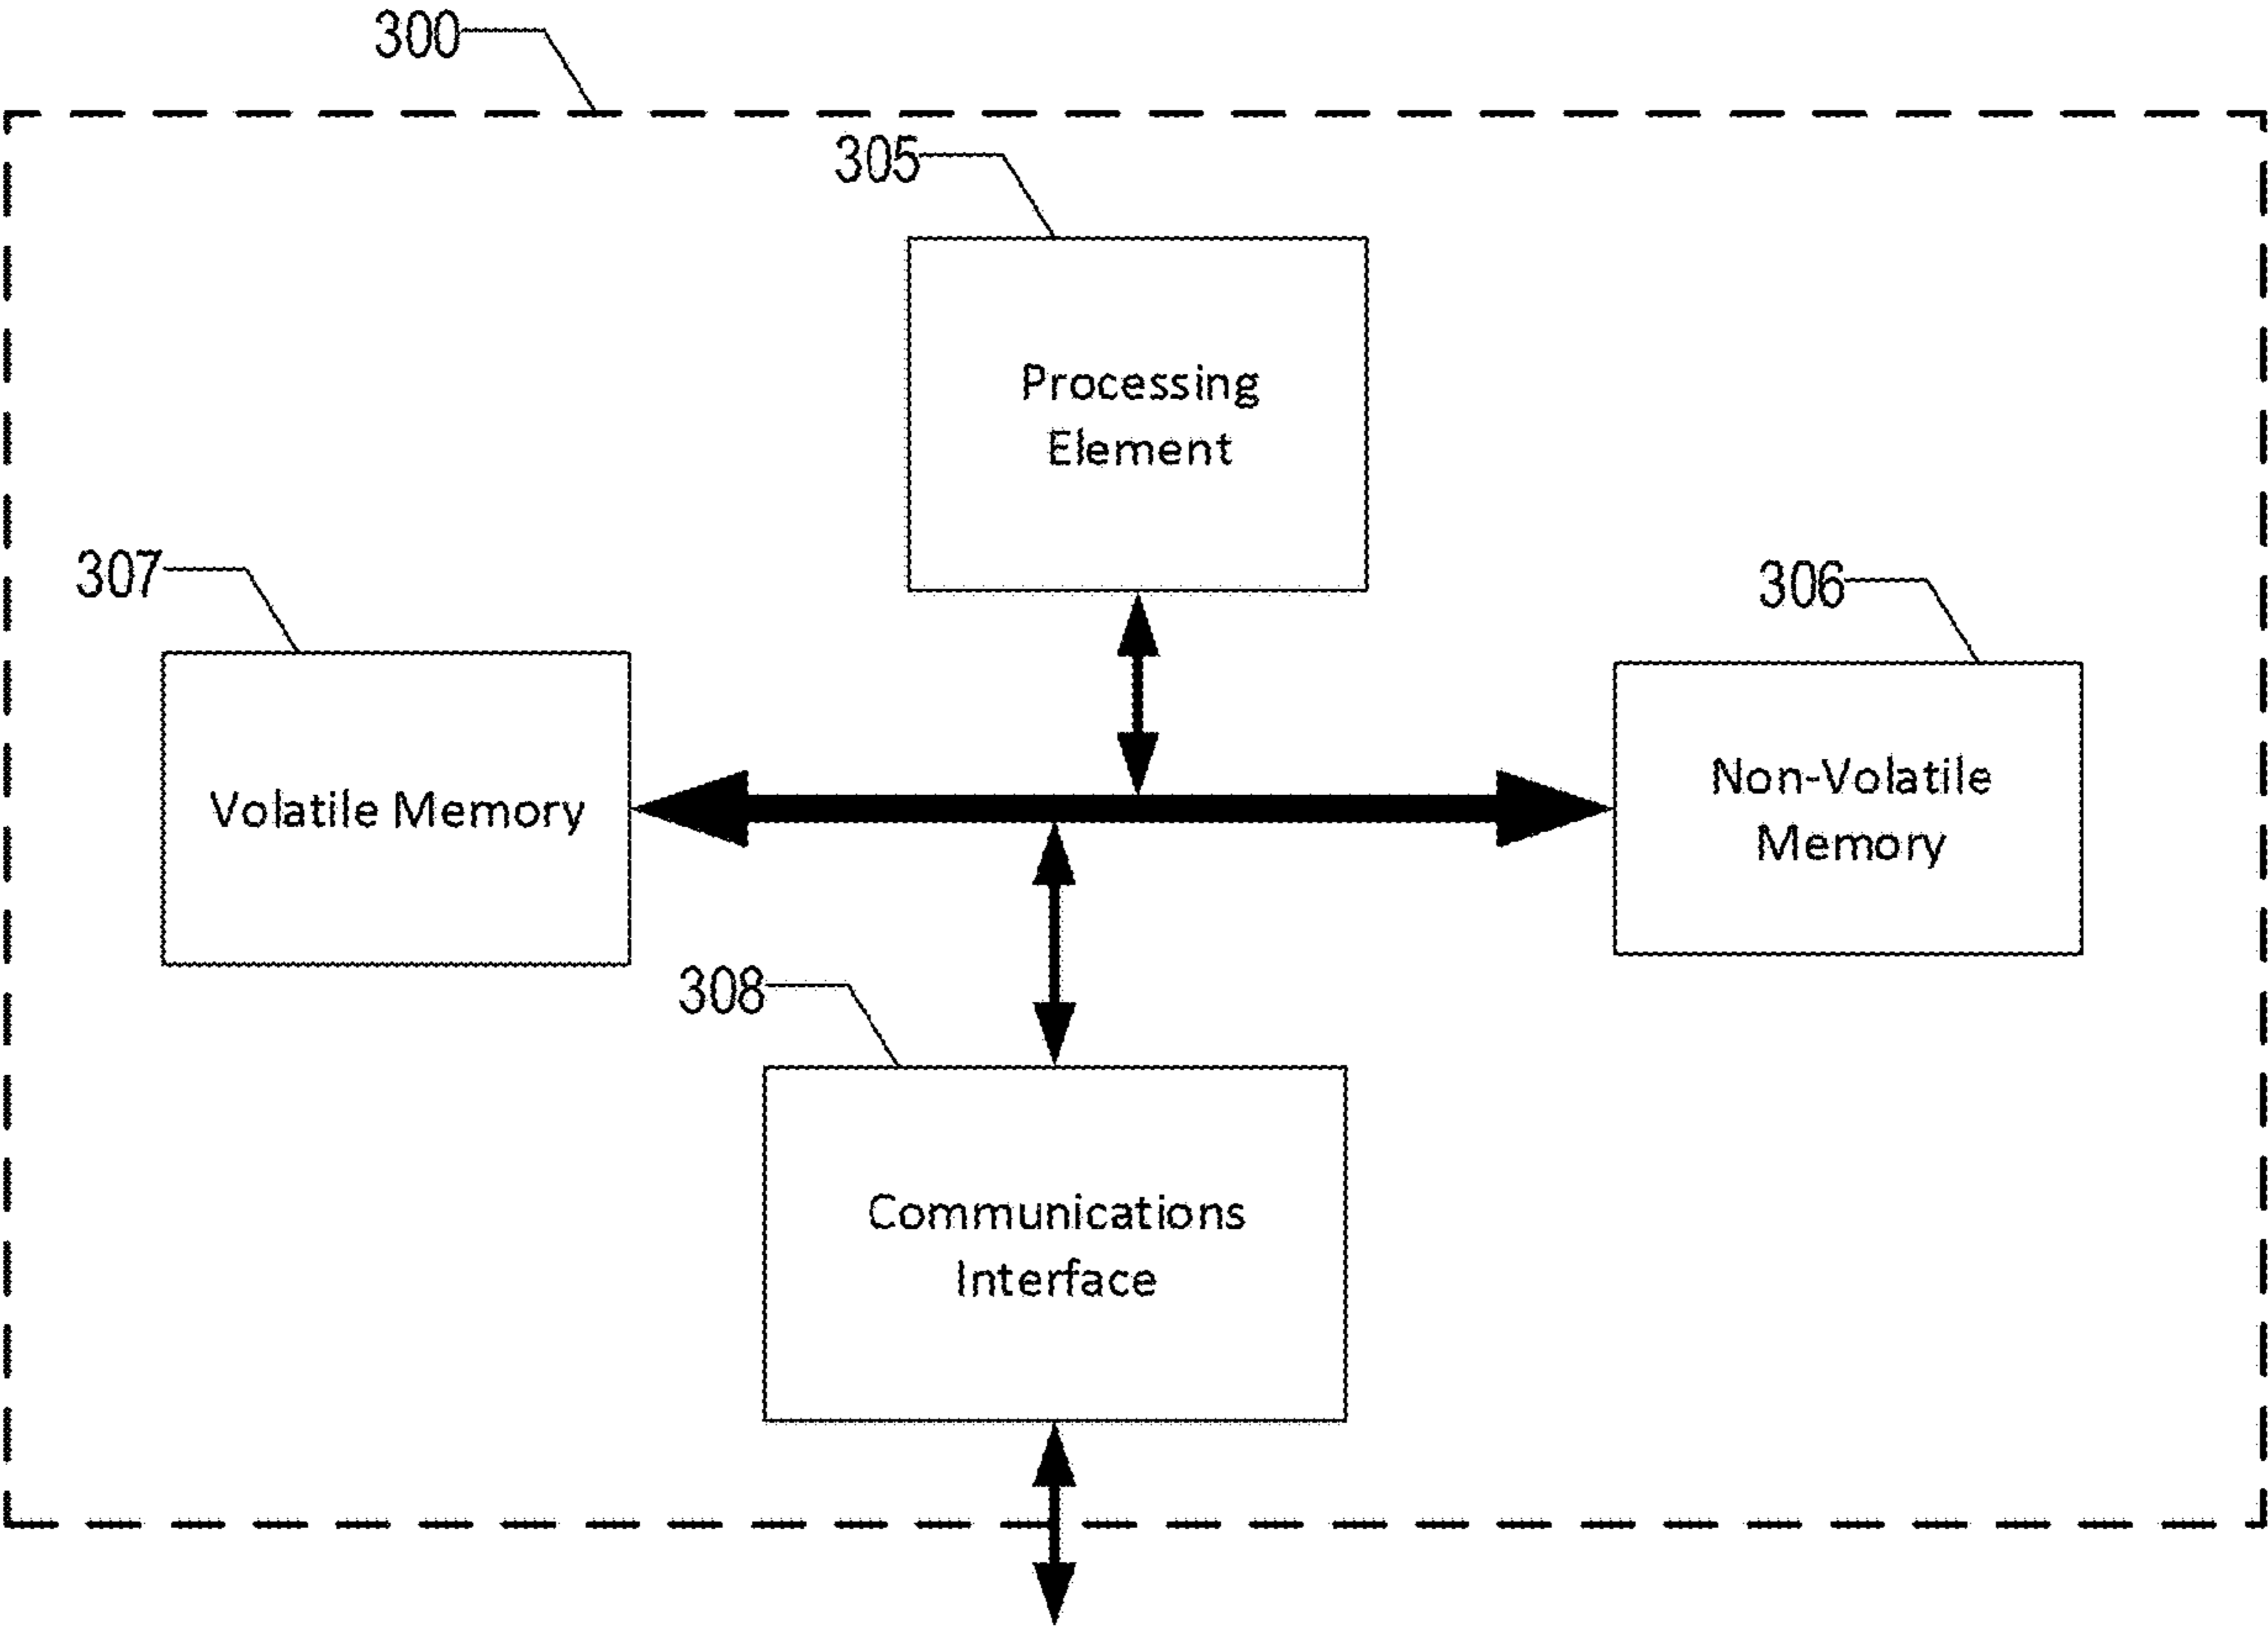 300
305
Processing
Element
307
306
Volatile Memory
Non-Volatile
Memory
308
Communications
Interface